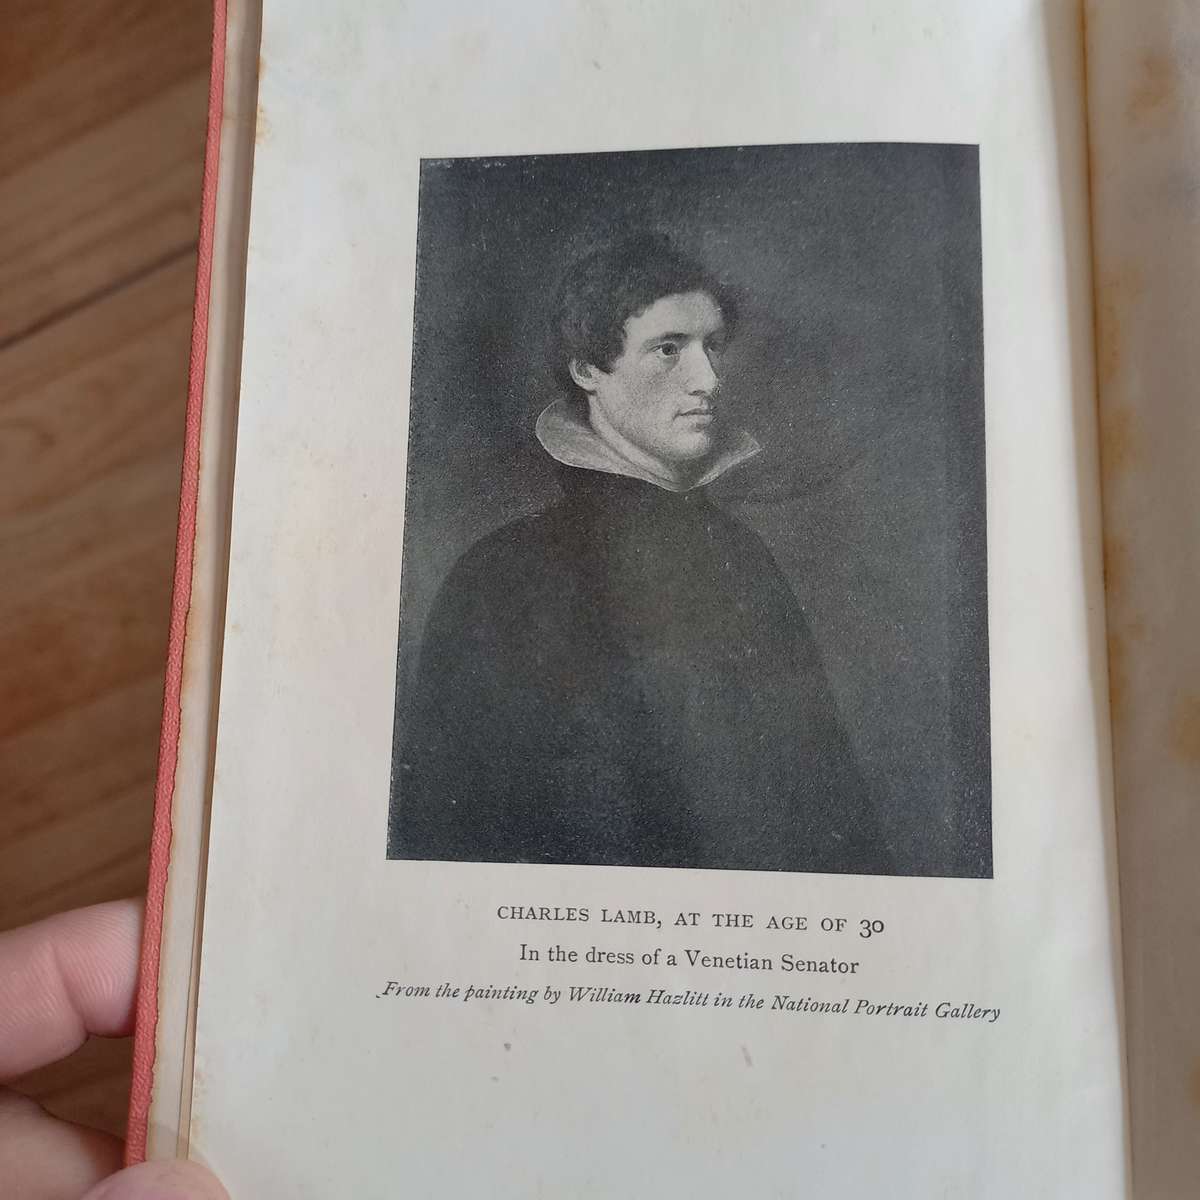 CHARLES LAMB, AT THE AGE OF 30
In the dress of a Venetian Senator
From the painting by William Hazlitt in the National Portrait Gallery